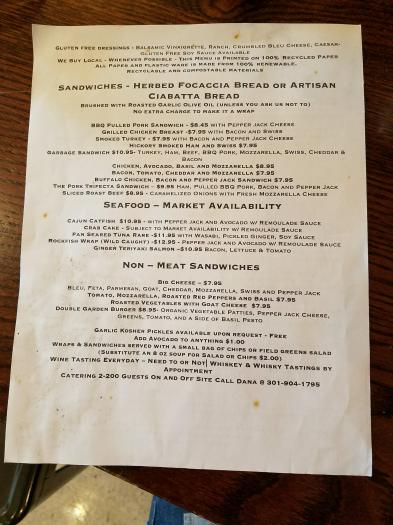 Gluten free dressings - Balsamic Vinaigrette, Ranch, Crumbled Bleu Cheese, Caesar-
Gluten Free Soy Sauce Available
We Buy Local - Whenever Possible - This Menu is Printed on 100% Recycled Paper
All Paper and plastic ware is made from 100% renewable,
Recyclable and compostable materials
Sandwiches - Herbed Focaccia Bread or Artisan
Ciabatta Bread
Brushed with Roasted Garlic Olive Oil (unless you ask us not to)
No extra charge to make it a wrap
BBQ Pulled Pork Sandwich - $8.45 with Pepper Jack Cheese
Grilled Chicken Breast -$7.95 with Bacon and Swiss
Smoked Turkey - $7.95 with Bacon and Pepper Jack Cheese
Hickory Smoked Ham and Swiss $7.95
Garbage Sandwich $10.95- Turkey, Ham, Beef, BBQ Pork, Mozzarella, Swiss, Cheddar &
Bacon
Chicken, Avocado, Basil and Mozzarella $8.95
Bacon, Tomato, Cheddar and Mozzarella $7.95
Buffalo Chicken, Bacon and Pepper Jack Sandwich $7.95
The Pork Trifecta Sandwich - $9.95 Ham, Pulled BBQ Pork, Bacon and Pepper Jack
Sliced Roast Beef $8.95 - Caramelized Onions with Fresh Mozzarella Cheese
Seafood – Market Availability
Cajun Catfish $10.95 - with Pepper Jack and Avocado w/ Remoulade Sauce
Crab Cake - Subject to Market Availability w/ Remoulade Sauce
Pan Seared Tuna Rare -$11.95 with Wasabi, Pickled Ginger, Soy Sauce
Rockfish Wrap (Wild Caught) -$12.95 - Pepper Jack and Avocado w/ Remoulade Sauce
Ginger Teriyaki Salmon -$10.95 Bacon, Lettuce & Tomato
Non – Meat Sandwiches
Big Cheese – $7.95
Bleu, Feta, Parmesan, Goat, Cheddar, Mozzarella, Swiss and Pepper Jack
Tomato, Mozzarella, Roasted Red Peppers and Basil $7.95
Roasted Vegetables with Goat Cheese $7.95
Double Garden Burger $8.95- Organic Vegetable Patties, Pepper Jack Cheese,
Greens, Tomato, and a Side of Basil Pesto
Garlic Kosher Pickles available upon request - Free
Add Avocado to anything $1.00
Wraps & Sandwiches served with a small bag of chips or field greens salad
(Substitute an 8 oz soup for Salad or Chips $2.00)
Wine Tasting Everyday – Need to or Not| Whiskey & Whisky Tastings by
Appointment
Catering 2-200 Guests On and Off Site Call Dana @ 301-904-1795